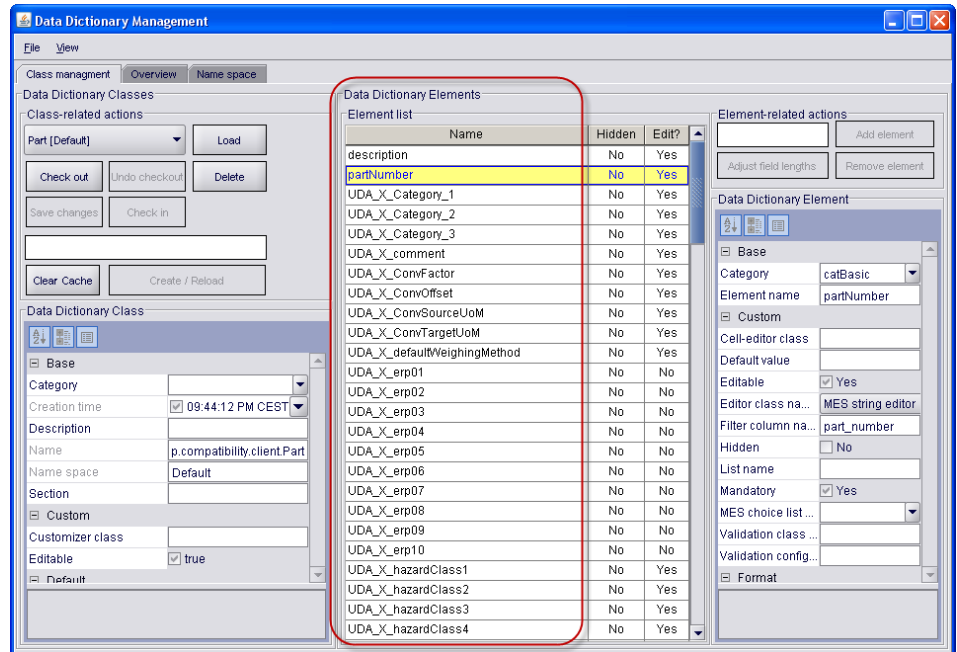 Data Dictionary Management
File View
Class managment Overview Name space
Data Dictionary Classes
Class-related actions
Part [Default] Load
Check out Undo checkout Delete
Save changes Check in
Clear Cache Create / Reload
Data Dictionary Class
Base
Category
Creation time 09:44:12 PM CEST
Description
Name p.compatibility.client.Part
Name space Default
Section
Custom
Customizer class
Editable true
Default
Data Dictionary Elements
Element list
Name Hidden Edit?
description No Yes
partNumber No Yes
UDA_X_Category_1 No Yes
UDA_X_Category_2 No Yes
UDA_X_Category_3 No Yes
UDA_X_comment No Yes
UDA_X_ConvFactor No Yes
UDA_X_ConvOffset No Yes
UDA_X_ConvSourceUoM No Yes
UDA_X_ConvTargetUoM No Yes
UDA_X_defaultWeighingMethod No Yes
UDA_X_erp01 No No
UDA_X_erp02 No No
UDA_X_erp03 No No
UDA_X_erp04 No No
UDA_X_erp05 No No
UDA_X_erp06 No No
UDA_X_erp07 No No
UDA_X_erp08 No No
UDA_X_erp09 No No
UDA_X_erp10 No No
UDA_X_hazardClass1 No Yes
UDA_X_hazardClass2 No Yes
UDA_X_hazardClass3 No Yes
UDA_X_hazardClass4 No Yes
Element-related actions
Add element
Adjust field lengths Remove element
Data Dictionary Element
Base
Category catBasic
Element name partNumber
Custom
Cell-editor class
Default value
Editable Yes
Editor class na... MES string editor
Filter column na... part_number
Hidden No
List name
Mandatory Yes
MES choice list ...
Validation class ...
Validation config...
Format